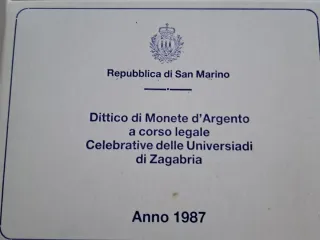 Repubblica di San Marino
Dittico di Monete d'Argento
a corso legale
Celebrative delle Universiadi
di Zagabria
Anno 1987